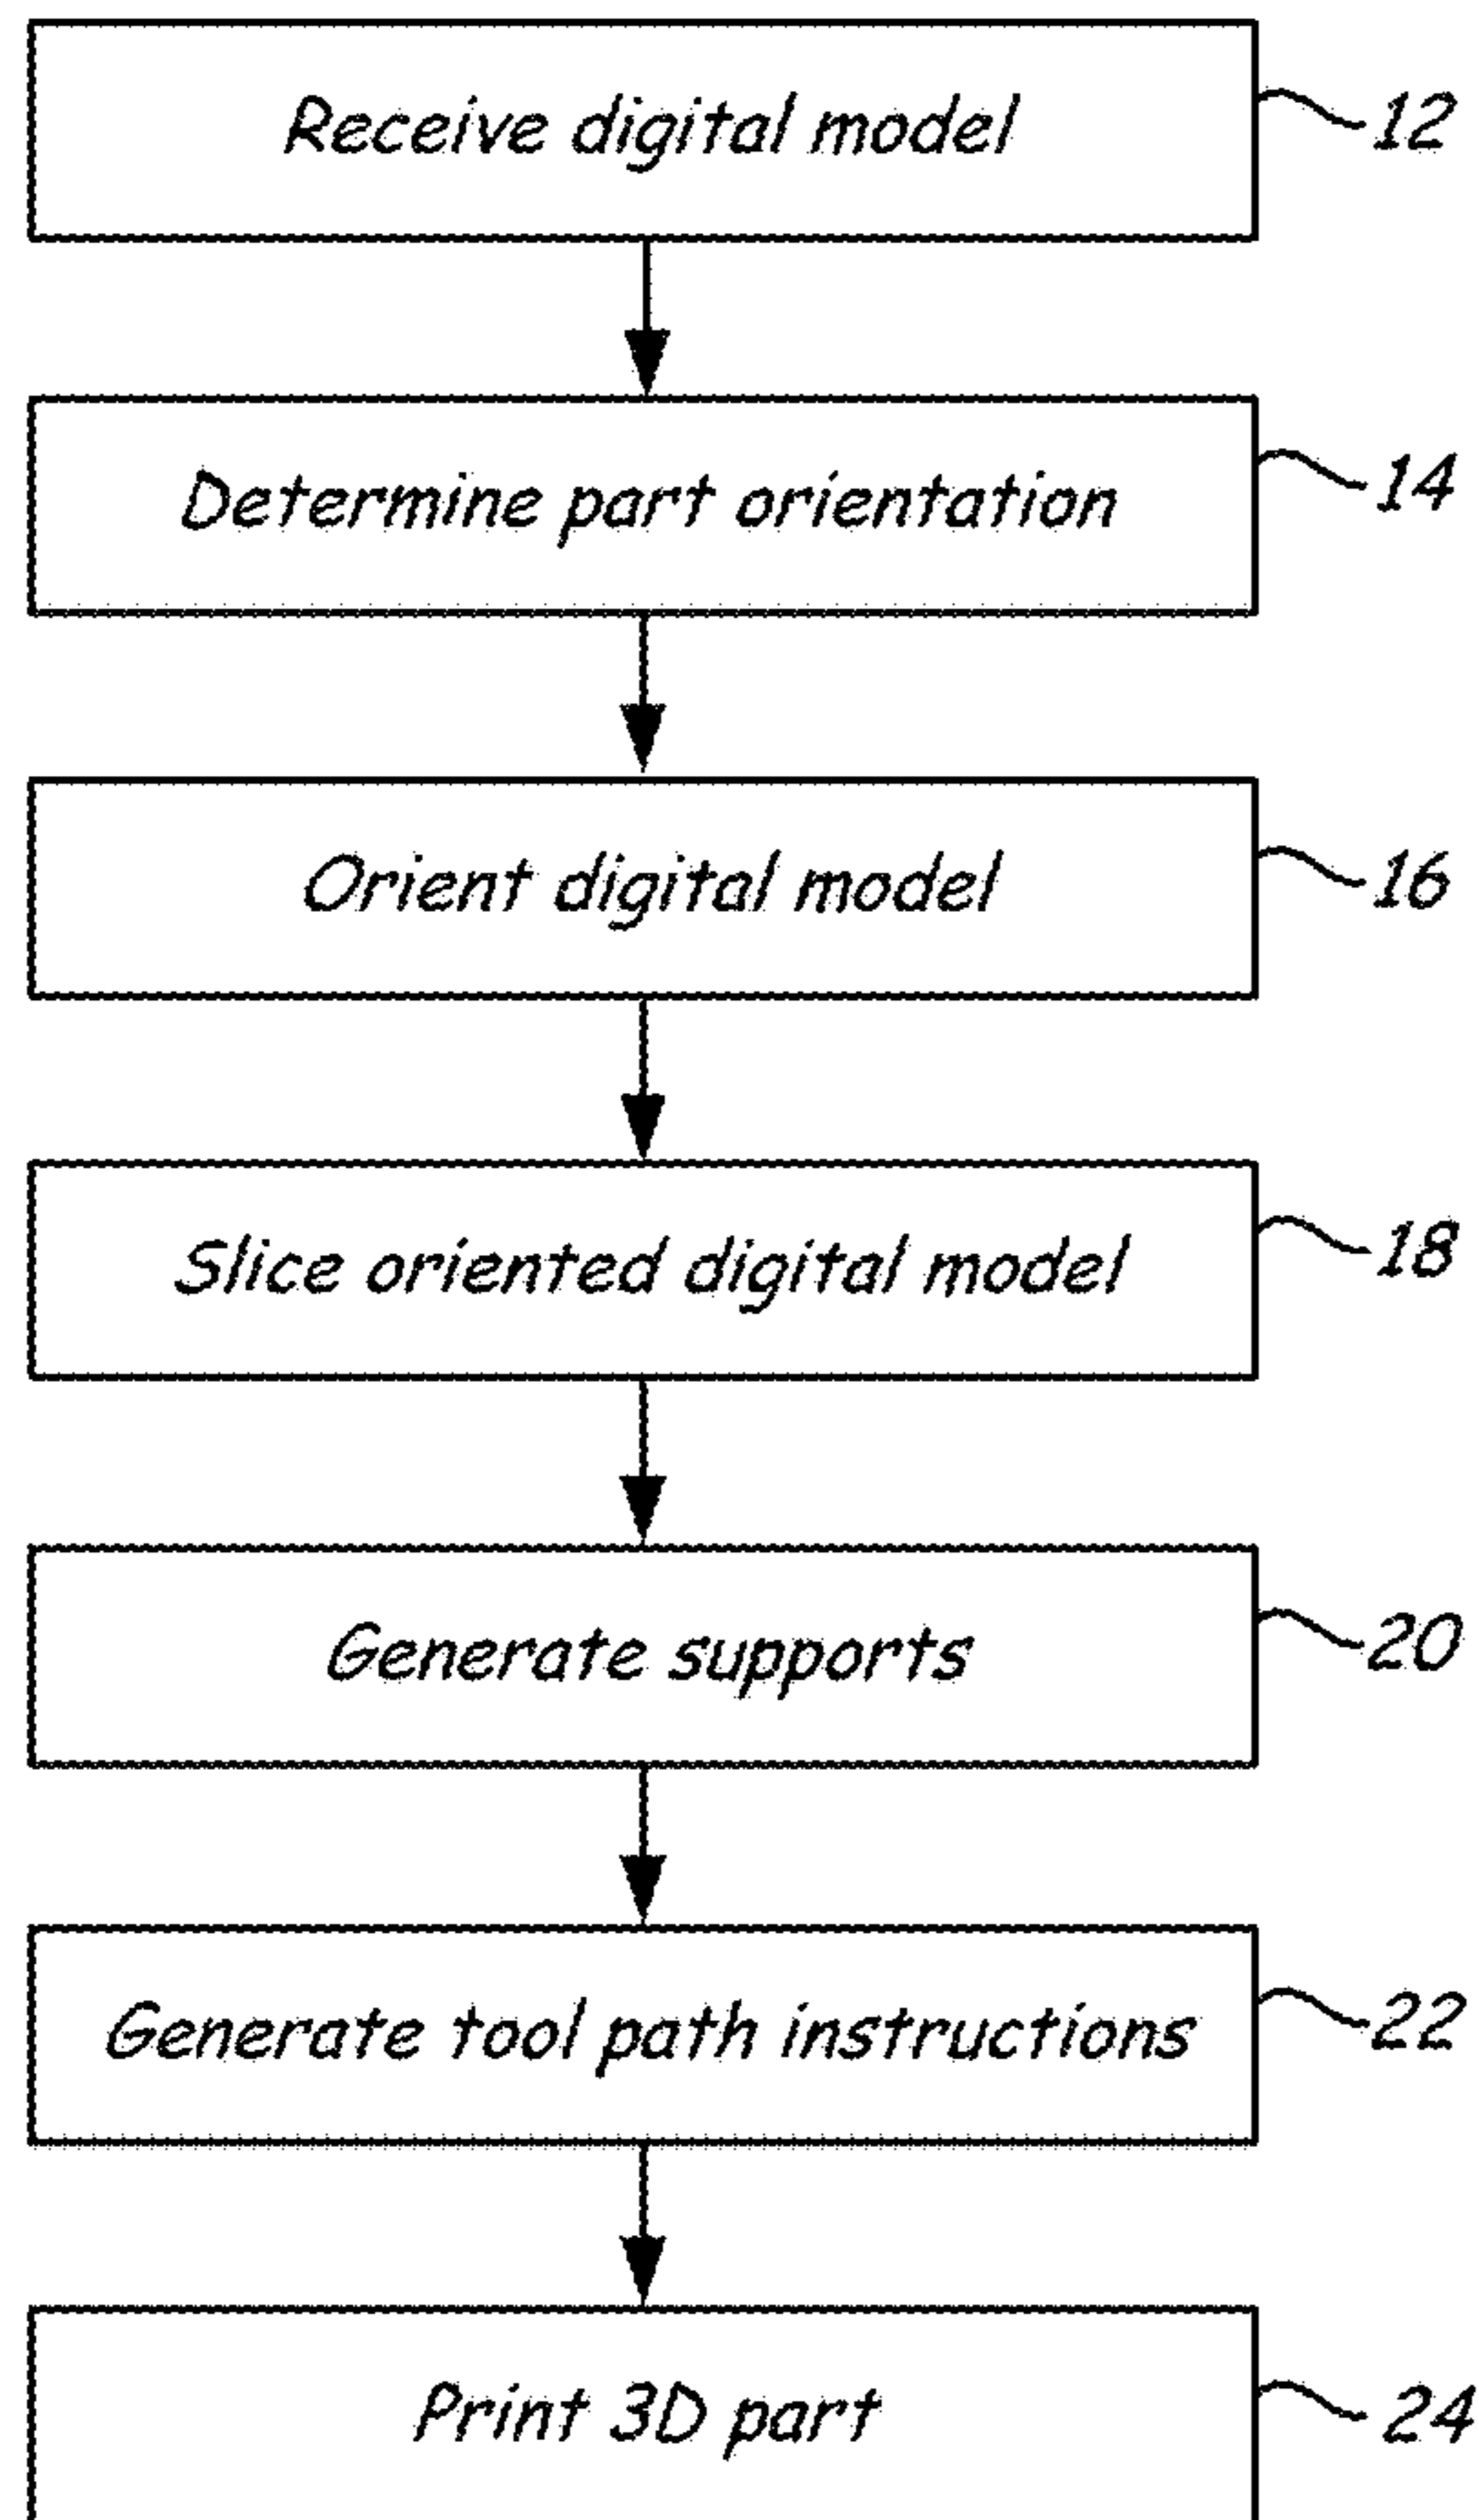 Receive digital model 12
Determine part orientation 14
Orient digital model 16
Slice oriented digital model 18
Generate supports 20
Generate tool path instructions 22
Print 3D part 24